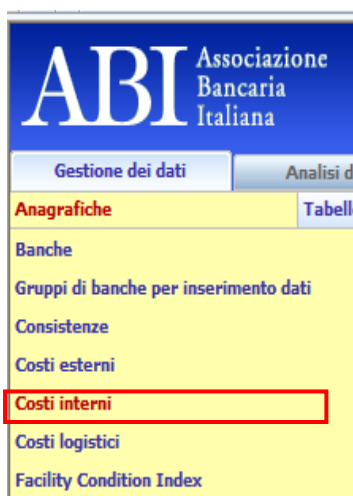 ABI Associazione
Bancaria
Italiana
Gestione dei dati Analisi d
Anagrafiche Tabell
Banche
Gruppi di banche per inserimento dati
Consistenze
Costi esterni
Costi interni
Costi logistici
Facility Condition Index